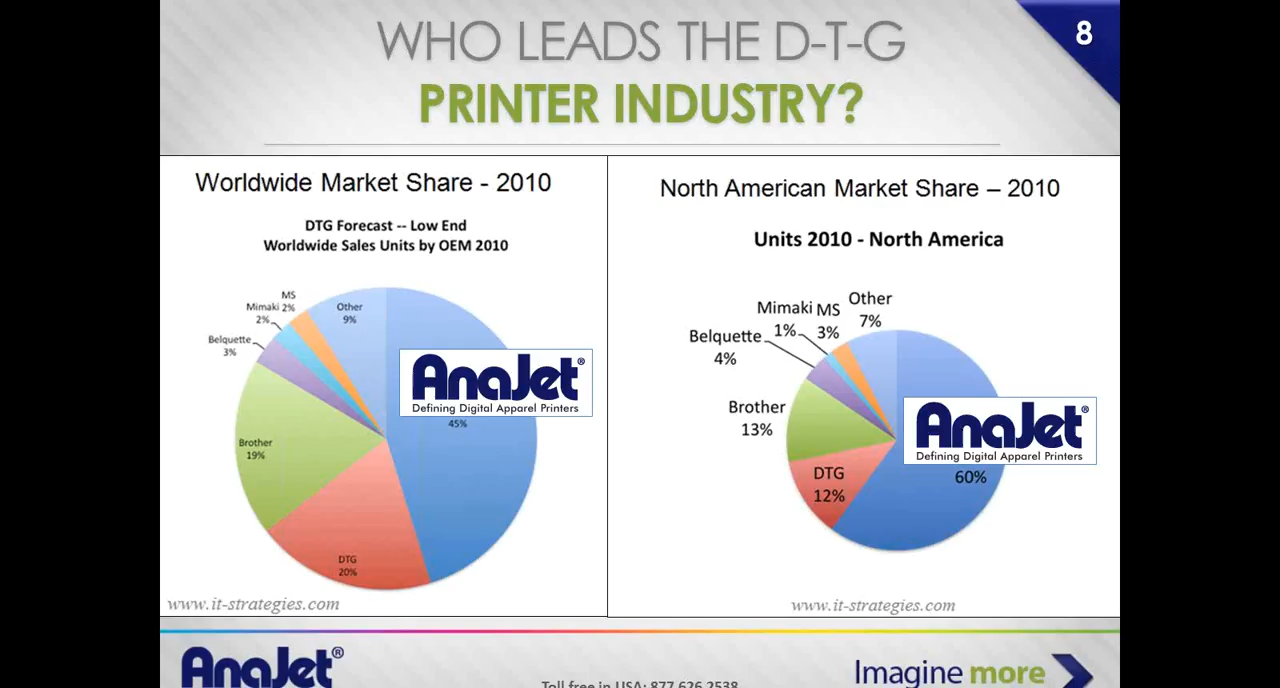 WHO LEADS THE D-T-G
8
PRINTER INDUSTRY?
Worldwide Market Share - 2010
DTG Forecast -- Low End
Worldwide Sales Units by OEM 2010
MS
2%
Mimaki
2%
Other
9%
Belquette
3%
AnaJet®
Defining Digital Apparel Printers
45%
Brother
19%
DTG
20%
www.it-strategies.com
North American Market Share – 2010
Units 2010 - North America
Other
7%
Mimaki
1%
MS
3%
Belquette
4%
Brother
13%
AnaJet®
Defining Digital Apparel Printers
60%
DTG
12%
www.it-strategies.com
AnaJet®
Toll free in USA: 877.626.2538
Imagine more